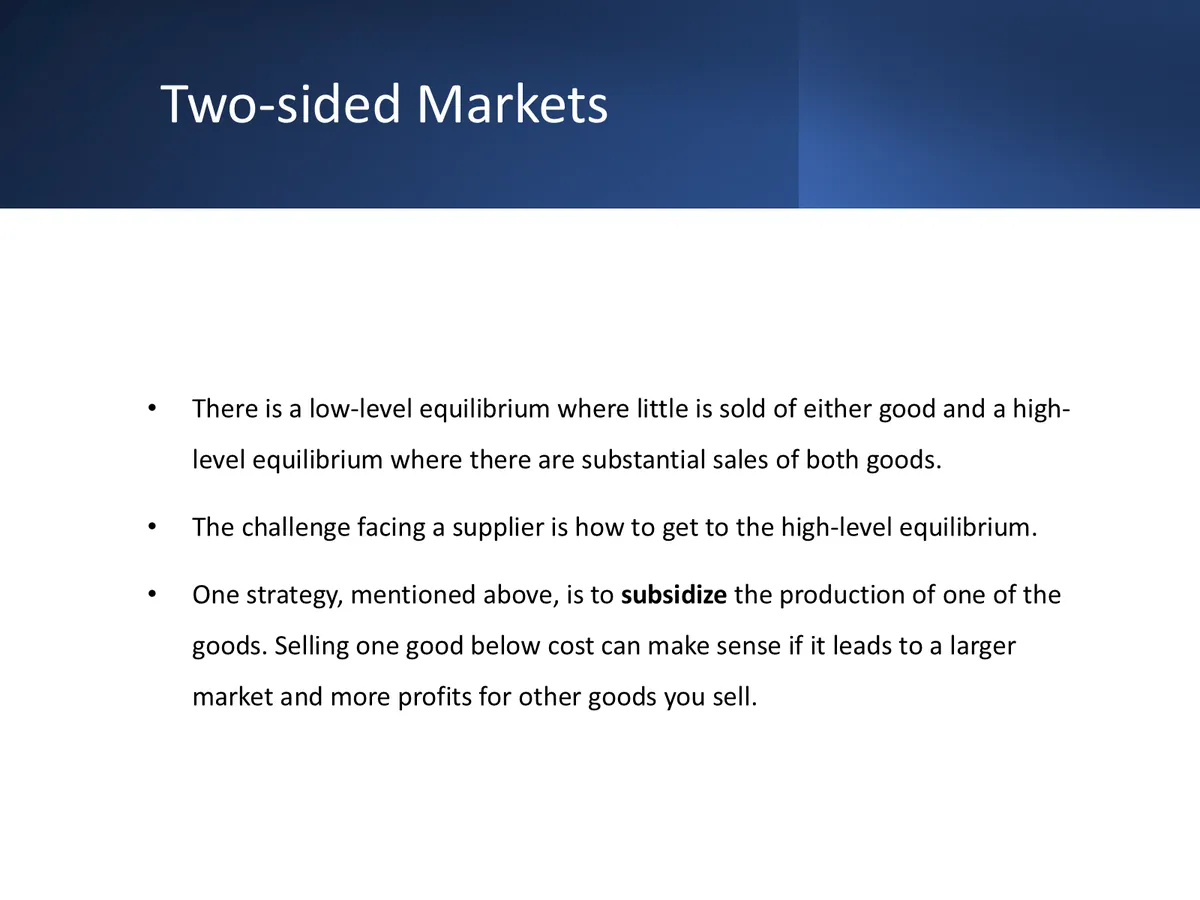 Two-sided Markets
• There is a low-level equilibrium where little is sold of either good and a high-
level equilibrium where there are substantial sales of both goods.
• The challenge facing a supplier is how to get to the high-level equilibrium.
• One strategy, mentioned above, is to subsidize the production of one of the
goods. Selling one good below cost can make sense if it leads to a larger
market and more profits for other goods you sell.